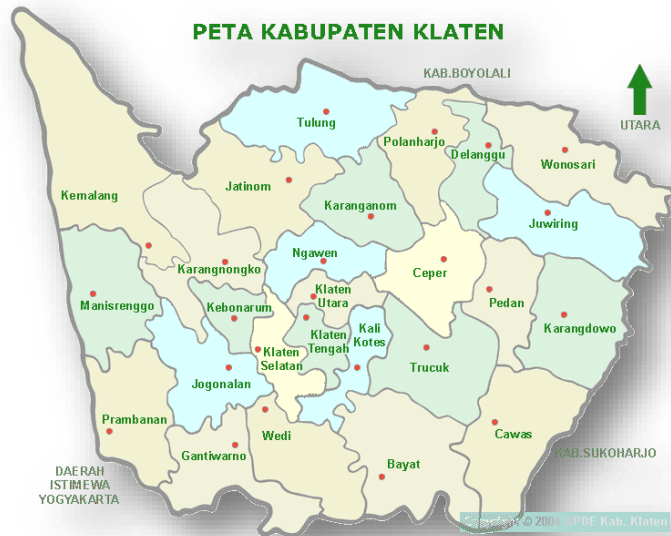 PETA KABUPATEN KLATEN
KAB.BOYOLALI
UTARA
Tulung
Polanharjo
Delanggu
Wonosari
Kemalang
Jatinom
Karanganom
Juwiring
Karangnongko
Ngawen
Ceper
Manisrenggo
Kebonarum
Klaten
Utara
Pedan
Karangdowo
Klaten
Tengah
Kali
Kotes
Klaten
Selatan
Trucuk
Jogonalan
Prambanan
Wedi
Cawas
Gantiwarno
Bayat
KAB.SUKOHARJO
DAERAH
ISTIMEWA
YOGYAKARTA
© 2004 KPDE Kab. Klaten